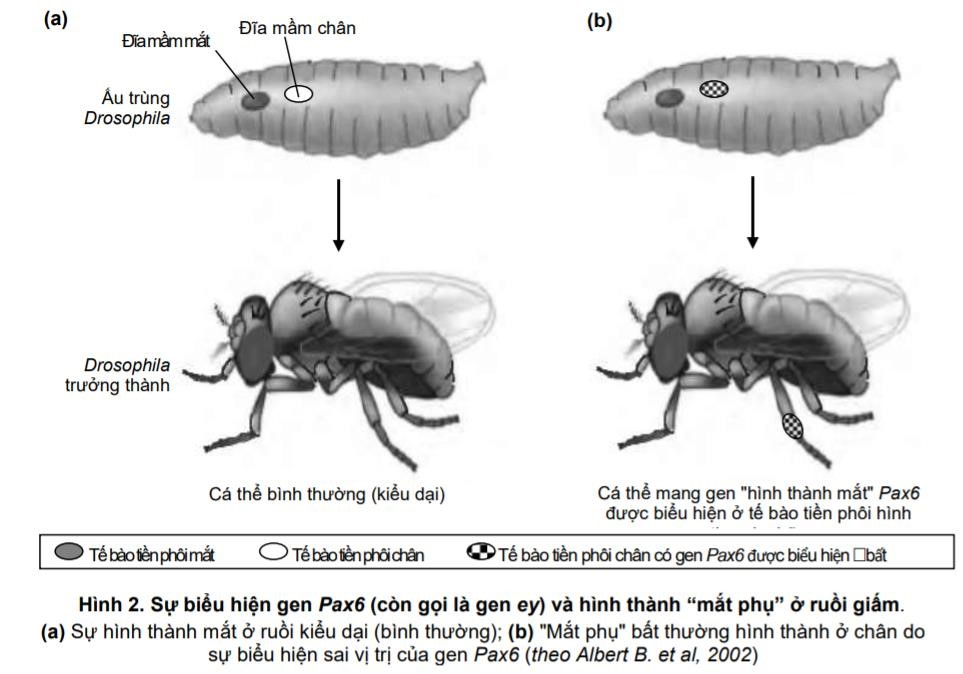 (a)
(b)
Đĩa mầm mắt
Đĩa mầm chân
Ấu trùng
Drosophila
Drosophila
trưởng thành
Cá thể bình thường (kiểu dại)
Cá thể mang gen "hình thành mắt" Pax6
được biểu hiện ở tế bào tiền phôi hình
Tế bào tiền phôi mắt
Tế bào tiền phôi chân
Tế bào tiền phôi chân có gen Pax6 được biểu hiện □bất
Hình 2. Sự biểu hiện gen Pax6 (còn gọi là gen ey) và hình thành “mắt phụ” ở ruồi giấm.
(a) Sự hình thành mắt ở ruồi kiểu dại (bình thường); (b) "Mắt phụ" bất thường hình thành ở chân do
sự biểu hiện sai vị trị của gen Pax6 (theo Albert B. et al, 2002)